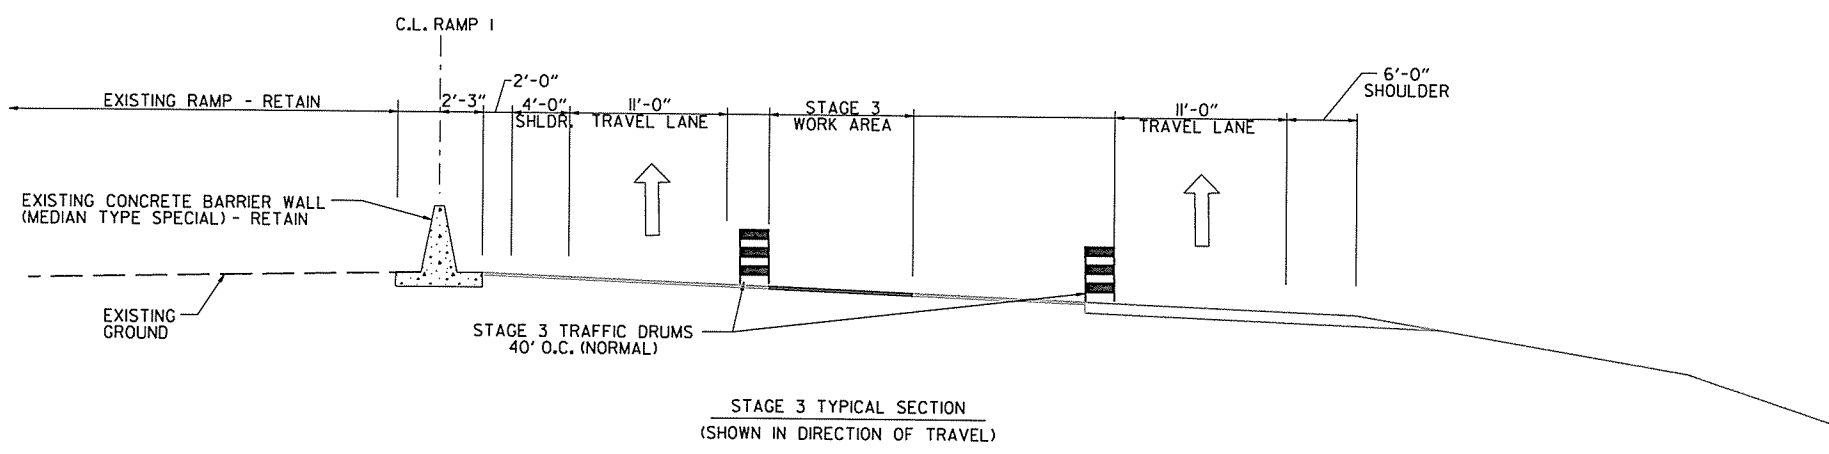 C.L. RAMP 1
EXISTING RAMP - RETAIN
2'-3"
2'-0"
4'-0"
SHLDR.
11'-0"
TRAVEL LANE
STAGE 3
WORK AREA
11'-0"
TRAVEL LANE
6'-0"
SHOULDER
EXISTING CONCRETE BARRIER WALL
(MEDIAN TYPE SPECIAL) - RETAIN
EXISTING
GROUND
STAGE 3 TRAFFIC DRUMS
40' O.C. (NORMAL)
STAGE 3 TYPICAL SECTION
(SHOWN IN DIRECTION OF TRAVEL)